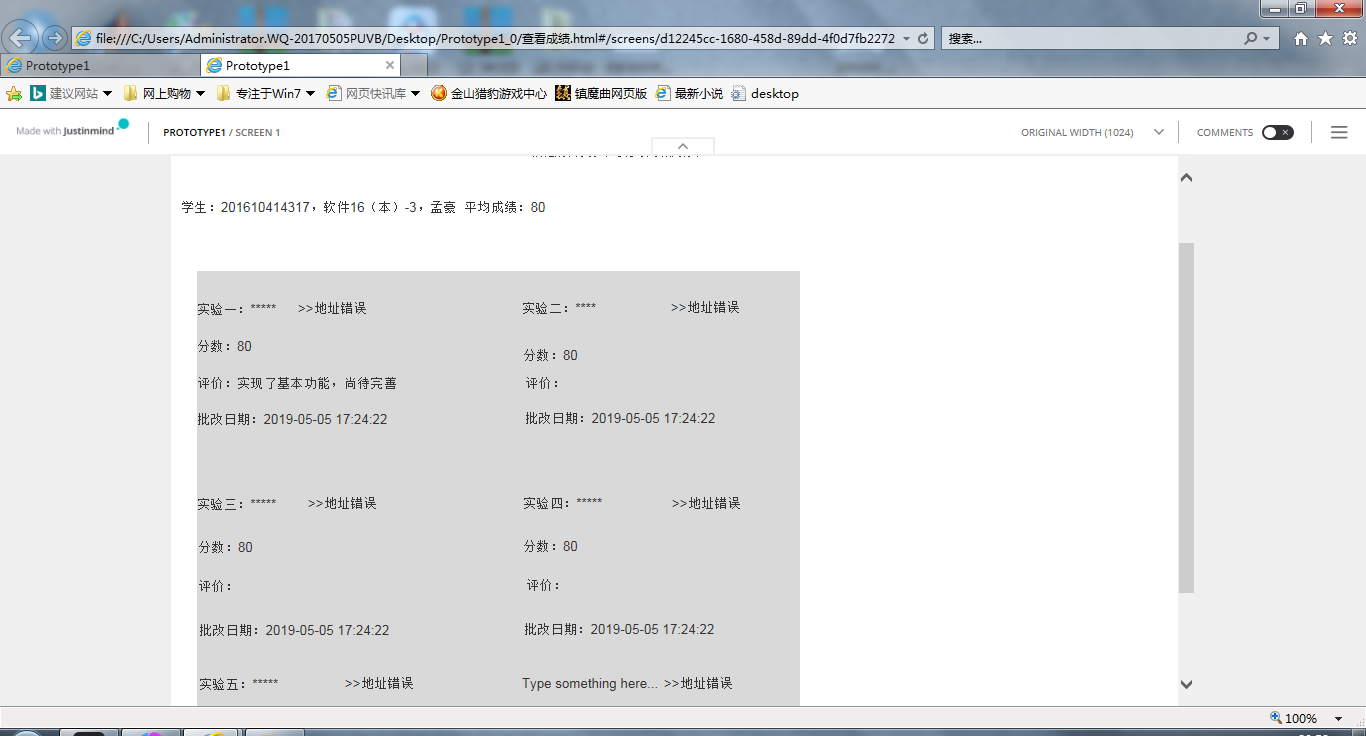 file:///C:/Users/Administrator.WQ-20170505PUVB/Desktop/Prototype1_0/查看成绩.html#/screens/d12245cc-1680-458d-89dd-4f0d7fb2272
搜索...
Prototype1
Prototype1
建议网站 网上购物 专注于Win7 网页快讯库 金山猎豹游戏中心 镇魔曲网页版 最新小说 desktop
Made with Justinmind
PROTOTYPE1 / SCREEN 1
ORIGINAL WIDTH (1024)
COMMENTS
学生：201610414317，软件16（本）-3，孟豪 平均成绩：80
实验一：***** >>地址错误
实验二：**** >>地址错误
分数：80
分数：80
评价：实现了基本功能，尚待完善
评价：
批改日期：2019-05-05 17:24:22
批改日期：2019-05-05 17:24:22
实验三：***** >>地址错误
实验四：***** >>地址错误
分数：80
分数：80
评价：
评价：
批改日期：2019-05-05 17:24:22
批改日期：2019-05-05 17:24:22
实验五：***** >>地址错误
Type something here... >>地址错误
100%